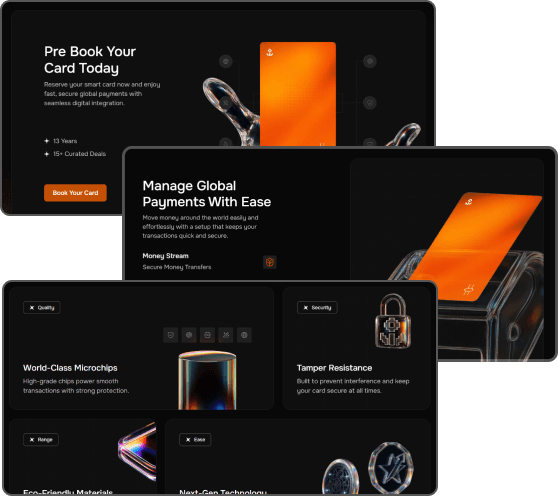 Pre Book Your
Card Today
Reserve your smart card now and enjoy
fast, secure global payments with
seamless digital integration.
13 Years
15+ Curated Deals
Book Your Card
Manage Global
Payments With Ease
Move money around the world easily and
effortlessly with a setup that keeps your
transactions quick and secure.
Money Stream
Secure Money Transfers
Quality
World-Class Microchips
High-grade chips power smooth
transactions with strong protection.
Security
Tamper Resistance
Built to prevent interference and keep
your card secure at all times.
Range
Eco-Friendly Materials
Ease
Next-Gen Technology